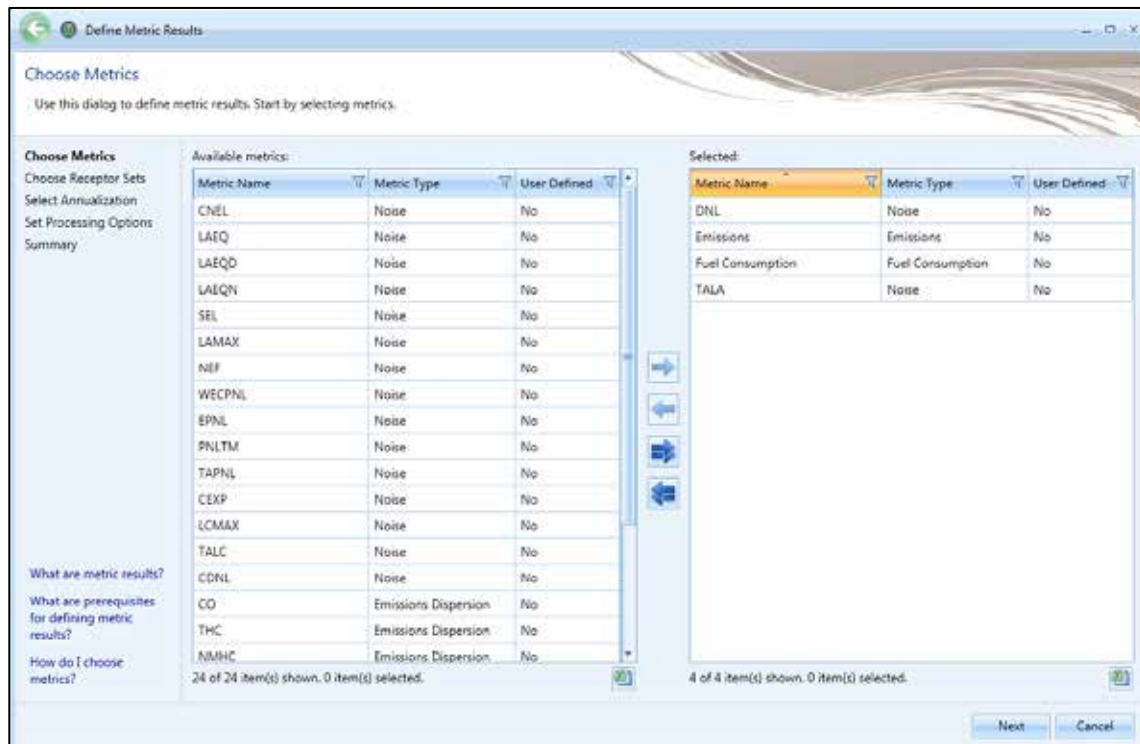 Define Metric Results
Choose Metrics
Use this dialog to define metric results. Start by selecting metrics.
Choose Metrics
Choose Receptor Sets
Select Annualization
Set Processing Options
Summary
What are metric results?
What are prerequisites
for defining metric
results?
How do I choose
metrics?
Available metrics:
Metric Name Metric Type User Defined
CNEL Noise No
LAEQ Noise No
LAEQD Noise No
LAEQN Noise No
SEL Noise No
LAMAX Noise No
NEF Noise No
WECPNL Noise No
EPNL Noise No
PNLTM Noise No
TAPNL Noise No
CEXP Noise No
LCMAX Noise No
TALC Noise No
CDNL Noise No
CO Emissions Dispersion No
THC Emissions Dispersion No
NMHC Emissions Dispersion No
24 of 24 item(s) shown. 0 item(s) selected.
Selected:
Metric Name Metric Type User Defined
DNL Noise No
Emissions Emissions No
Fuel Consumption Fuel Consumption No
TALA Noise No
4 of 4 item(s) shown. 0 item(s) selected.
Next Cancel